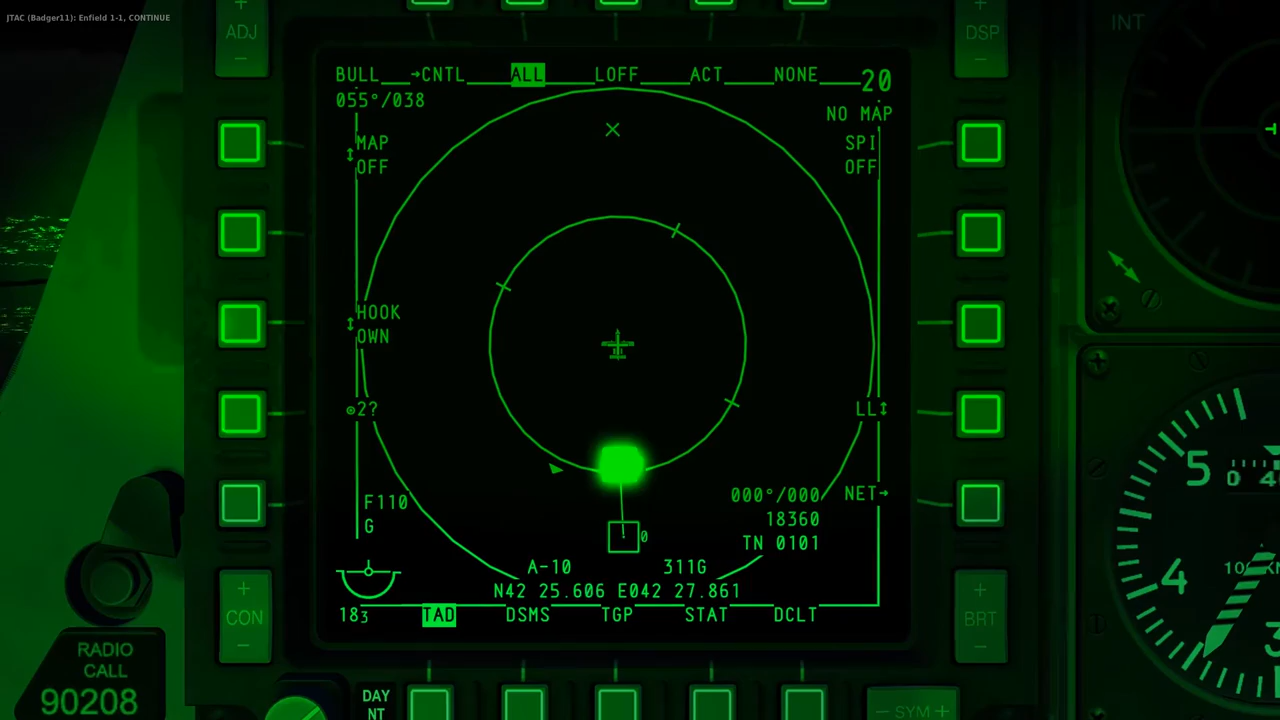 JTAC (Badger11): Enfield 1-1, CONTINUE
ADJ
DSP
INT
BULL →CNTL ALL LOFF ACT NONE 20
055°/038
NO MAP
MAP
OFF
SPI
OFF
HOOK
OWN
⊙2?
LL↕
F110
G
000°/000
NET→
18360
TN 0101
0
A-10 311G
N42 25.606 E042 27.861
183 TAD DSMS TGP STAT DCLT
+
CON
−
+
BRT
−
5
0 4
4
3
RADIO
CALL
90208
DAY
NT
− SYM +